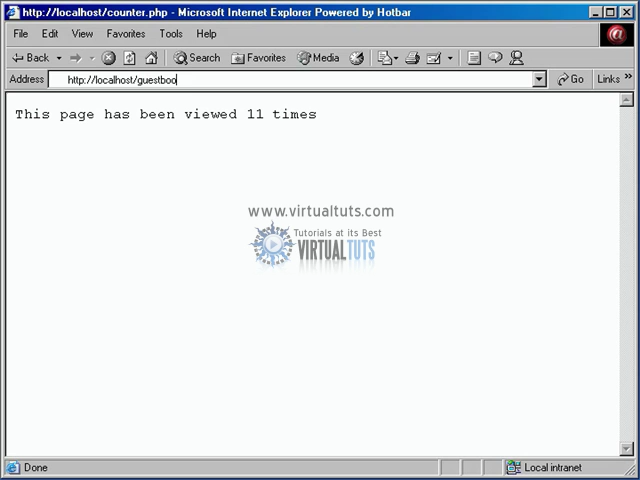 http://localhost/counter.php - Microsoft Internet Explorer Powered by Hotbar
File Edit View Favorites Tools Help
Back Search Favorites Media
Address http://localhost/guestboo Go Links »
This page has been viewed 11 times
www.virtualtuts.com
Tutorials at its Best
VIRTUALTUTS
Done Local intranet